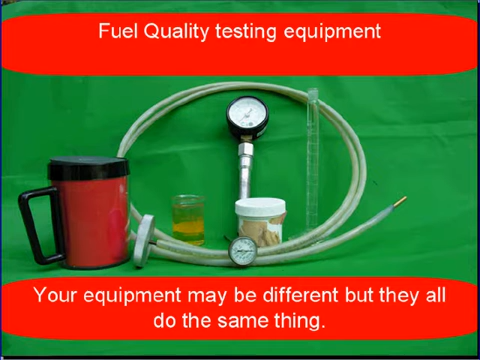 Fuel Quality testing equipment
Your equipment may be different but they all
do the same thing.